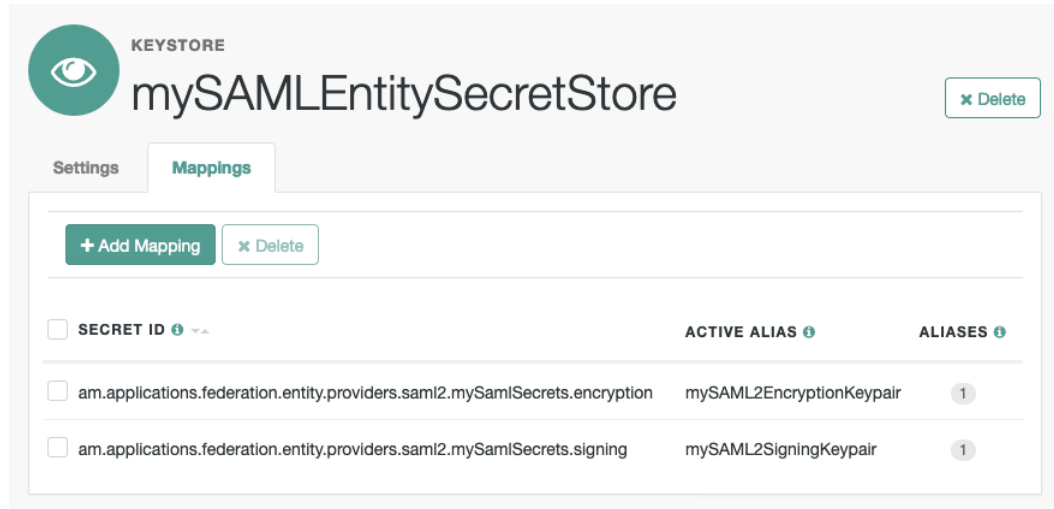 KEYSTORE
mySAMLEntitySecretStore
Delete
Settings Mappings
Add Mapping Delete
SECRET ID ACTIVE ALIAS ALIASES
am.applications.federation.entity.providers.saml2.mySamlSecrets.encryption mySAML2EncryptionKeypair 1
am.applications.federation.entity.providers.saml2.mySamlSecrets.signing mySAML2SigningKeypair 1